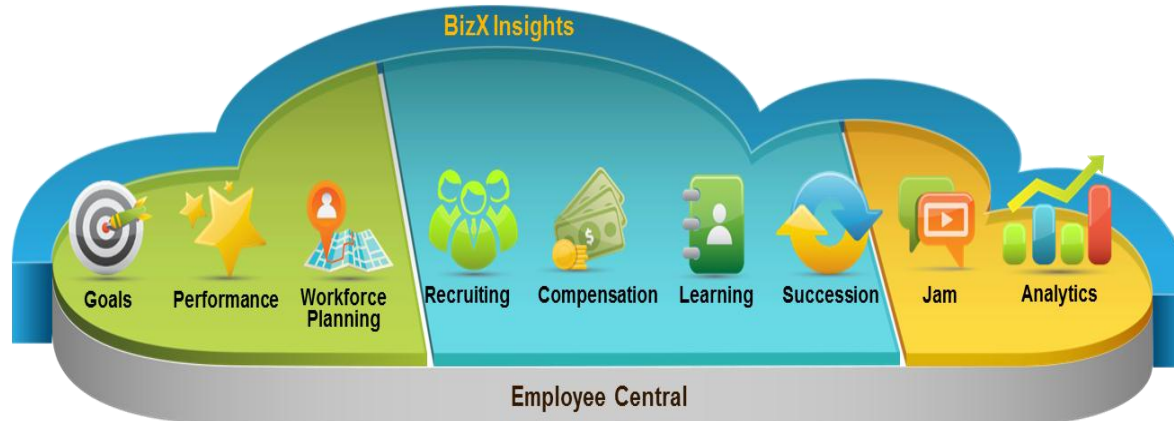 BizX Insights
Goals
Performance
Workforce
Planning
Recruiting
Compensation
Learning
Succession
Jam
Analytics
Employee Central